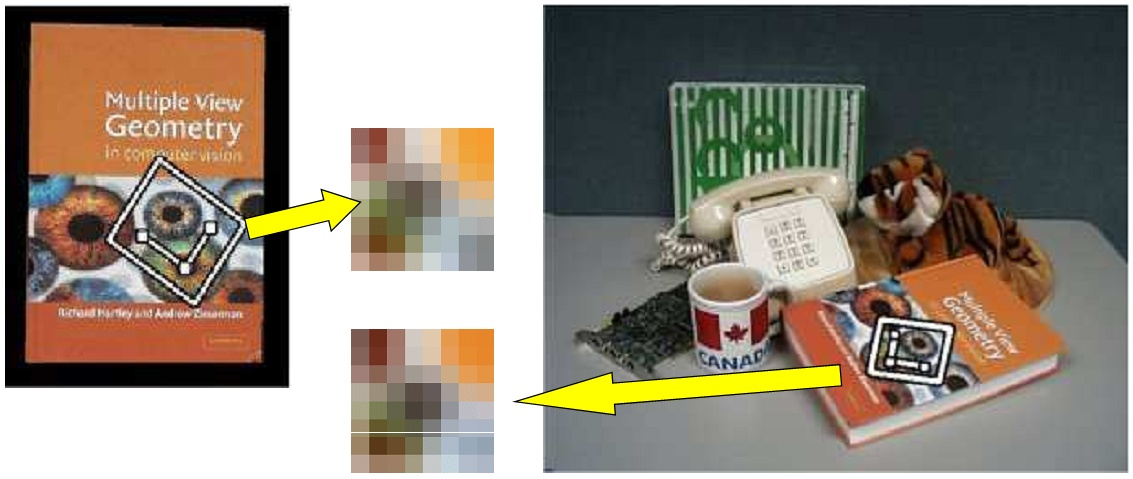 Multiple View
Geometry
in computer vision
Richard Hartley and Andrew Zisserman
Multiple View
Geometry
CANADA